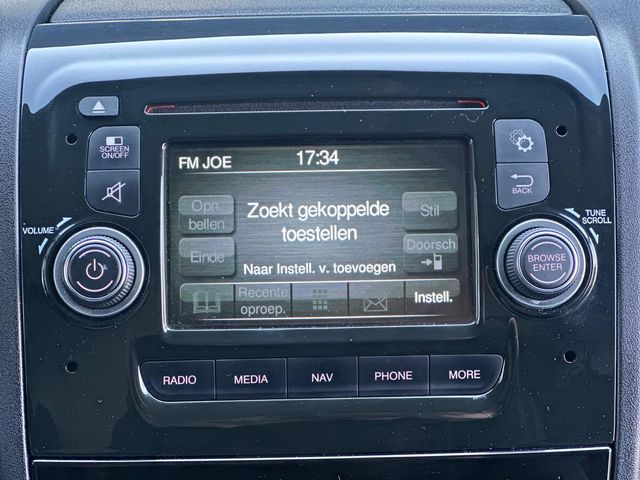 SCREEN
ON/OFF
FM JOE 17:34
BACK
VOLUME
TUNE
SCROLL
Opn. bellen
Zoekt gekoppelde
toestellen
Stil
Einde
Doorsch
Naar Instell. v. toevoegen
Recente
oproep.
Instell.
BROWSE
ENTER
RADIO MEDIA NAV PHONE MORE